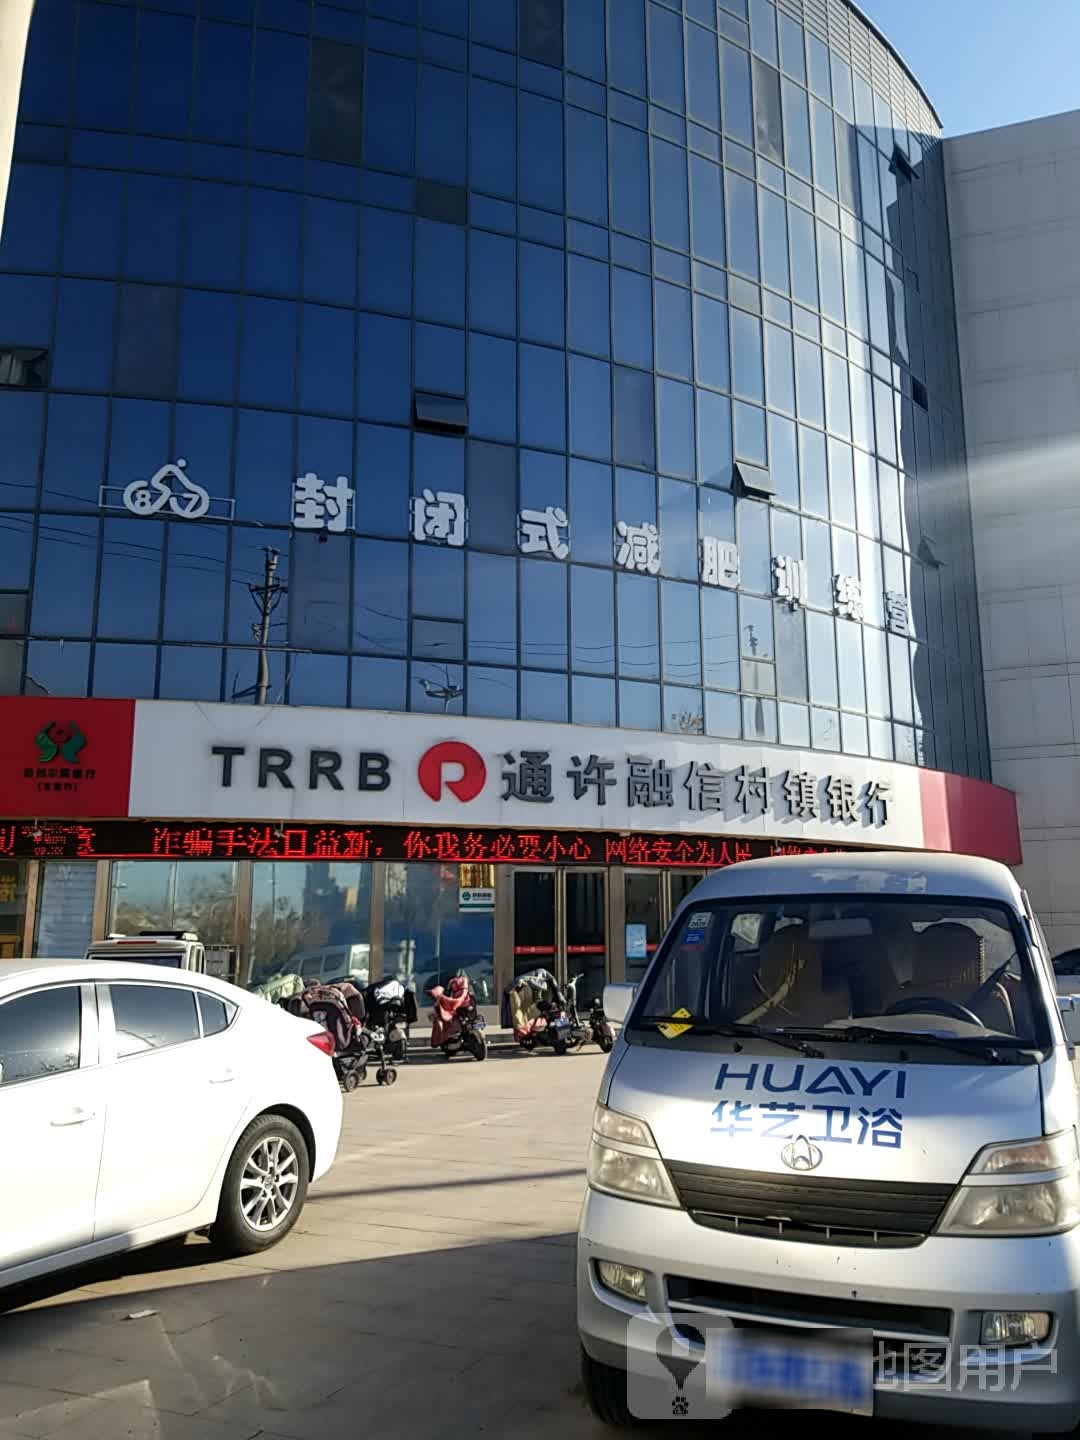 87
封闭式减肥训练营
TRRB 通许融信村镇银行
诈骗手法日益新，你我务必要小心 网络安全为人民
HUAYI
华艺卫浴
地图用户